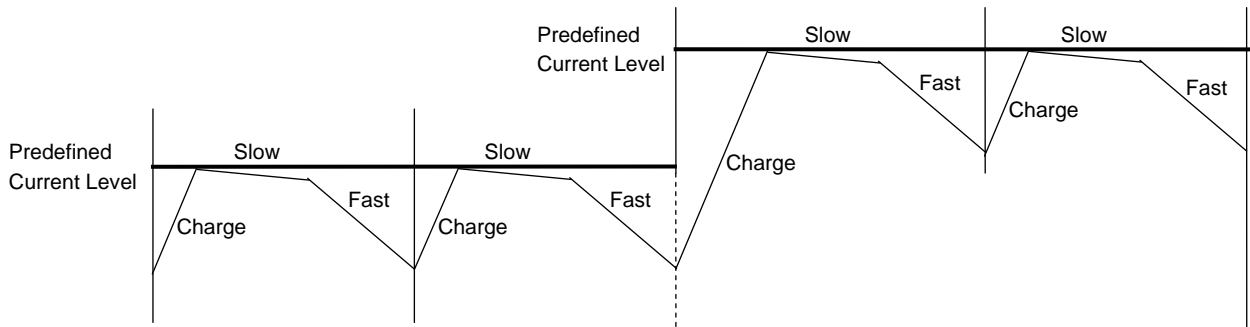 Predefined
Current Level
Slow
Slow
Fast
Fast
Charge
Charge
Predefined
Current Level
Slow
Slow
Fast
Fast
Charge
Charge